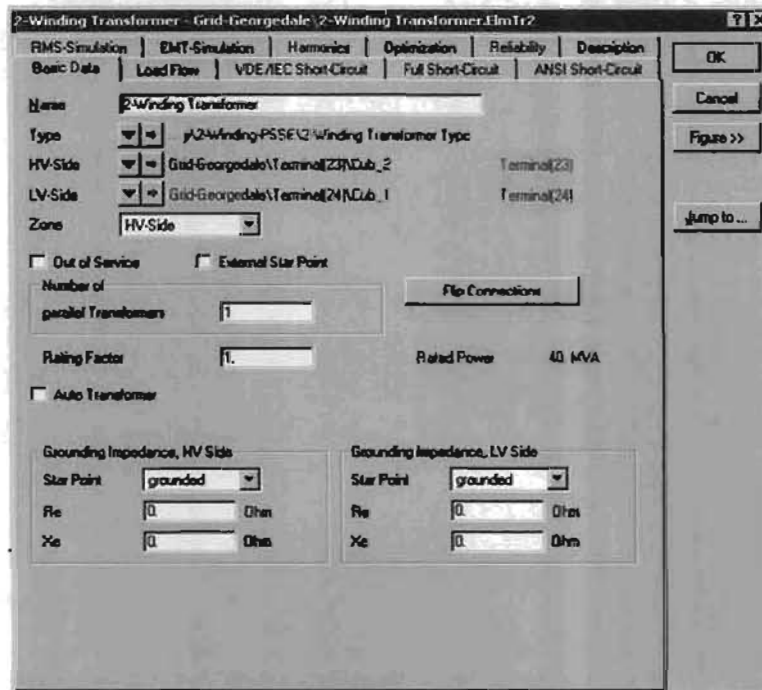 2-Winding Transformer - Grid-Georgedale\2-Winding Transformer.ElmTr2
RMS-Simulation EMT-Simulation Harmonics Optimization Reliability Description
Basic Data Load Flow VDE/IEC Short-Circuit Full Short-Circuit ANSI Short-Circuit
OK
Cancel
Figure >>
Jump to ...
Name 2-Winding Transformer
Type y\2-Winding-PSSE\2-Winding Transformer Type
HV-Side Grid-Georgedale\Terminal(23)\Cub_2 Terminal(23)
LV-Side Grid-Georgedale\Terminal(24)\Cub_1 Terminal(24)
Zone HV-Side
Out of Service External Star Point
Number of
parallel Transformers 1
Flip Connections
Rating Factor 1. Rated Power 40. MVA
Auto Transformer
Grounding Impedance, HV Side Grounding Impedance, LV Side
Star Point grounded Star Point grounded
Re 0. Ohm Re 0. Ohm
Xe 0. Ohm Xe 0. Ohm